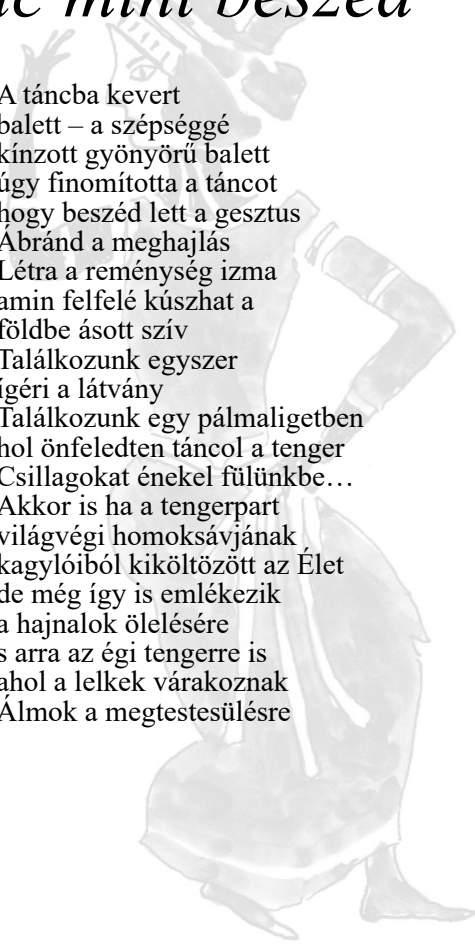 mint beszéd
A táncba kevert
balett – a szépséggé
kínzott gyönyörű balett
úgy finomította a táncot
hogy beszéd lett a gesztus
Ábránd a meghajlás
Létra a reménység izma
amin felfelé kúszhat a
földbe ásott szív
Találkozunk egyszer
ígéri a látvány
Találkozunk egy pálmaligetben
hol önfeledten táncol a tenger
Csillagokat énekel fülünkbe…
Akkor is ha a tengerpart
világvégi homoksávjának
kagylóiból kiköltözött az Élet
de még így is emlékezik
a hajnalok ölelésére
s arra az égi tengerre is
ahol a lelkek várakoznak
Álmok a megtestesülésre